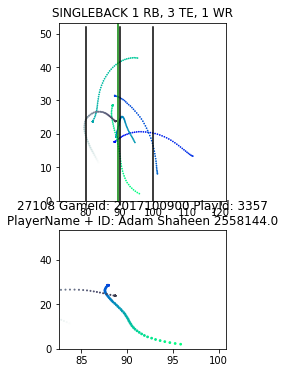 SINGLEBACK 1 RB, 3 TE, 1 WR
50
40
30
20
10
0
80 90 100 110 120
27108 GameId: 2017100900 PlayId: 3357
PlayerName + ID: Adam Shaheen 2558144.0
40
20
0
85 90 95 100